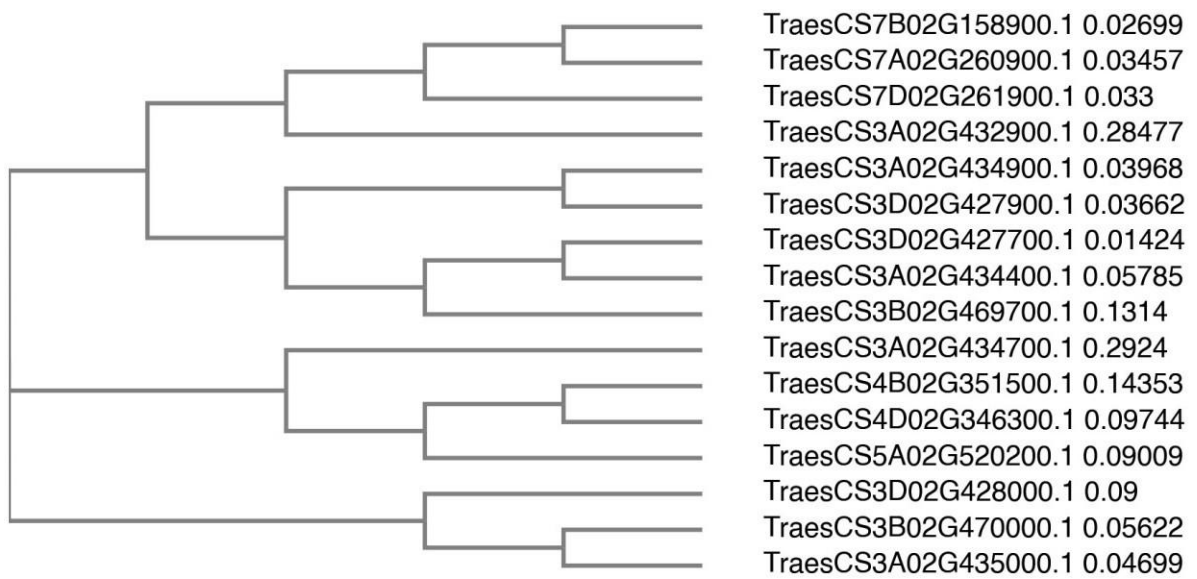 TraesCS7B02G158900.1 0.02699
TraesCS7A02G260900.1 0.03457
TraesCS7D02G261900.1 0.033
TraesCS3A02G432900.1 0.28477
TraesCS3A02G434900.1 0.03968
TraesCS3D02G427900.1 0.03662
TraesCS3D02G427700.1 0.01424
TraesCS3A02G434400.1 0.05785
TraesCS3B02G469700.1 0.1314
TraesCS3A02G434700.1 0.2924
TraesCS4B02G351500.1 0.14353
TraesCS4D02G346300.1 0.09744
TraesCS5A02G520200.1 0.09009
TraesCS3D02G428000.1 0.09
TraesCS3B02G470000.1 0.05622
TraesCS3A02G435000.1 0.04699